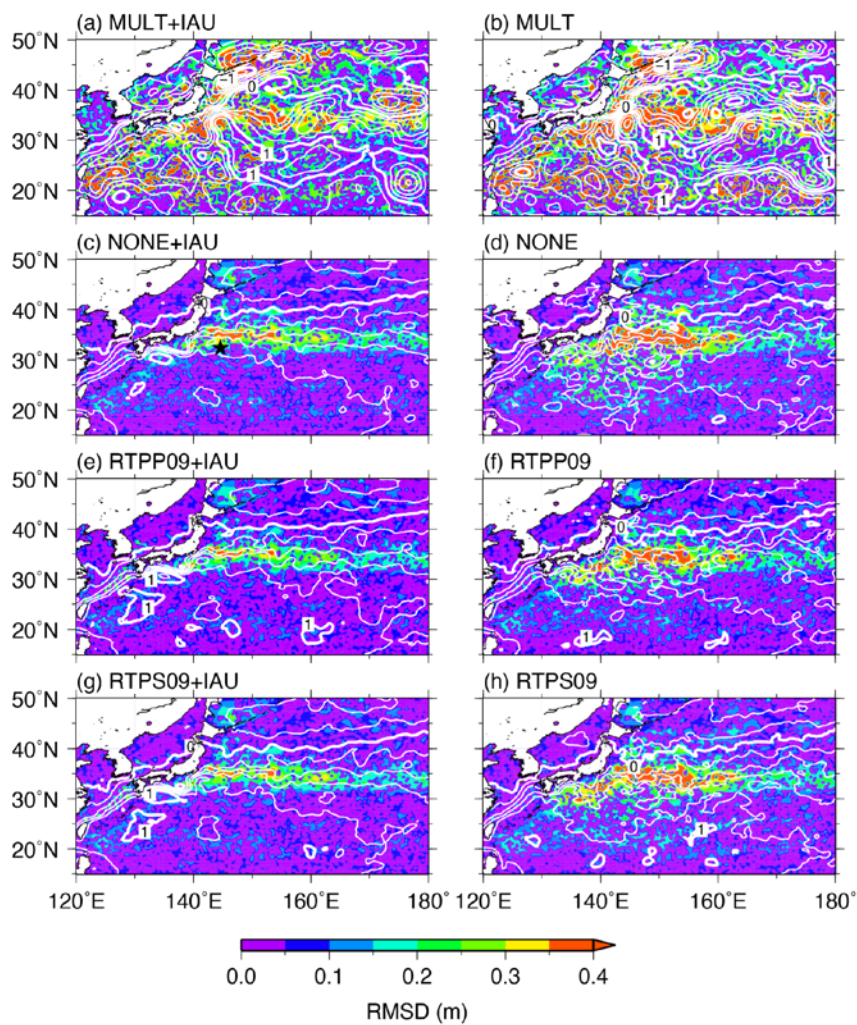 (a) MULT+IAU
(b) MULT
50˚N
40˚N
30˚N
20˚N
−1
0
1
1
−1
0
0
1
1
1
(c) NONE+IAU
(d) NONE
50˚N
40˚N
30˚N
20˚N
0
0
(e) RTPP09+IAU
(f) RTPP09
50˚N
40˚N
30˚N
20˚N
0
1
1
1
0
1
(g) RTPS09+IAU
(h) RTPS09
50˚N
40˚N
30˚N
20˚N
0
1
1
0
1
120˚E 140˚E 160˚E 180˚
120˚E 140˚E 160˚E 180˚
0.0 0.1 0.2 0.3 0.4
RMSD (m)